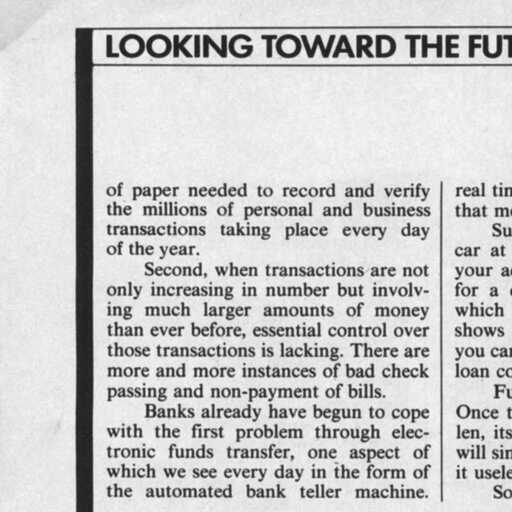 LOOKING TOWARD THE FUT
of paper needed to record and verify
the millions of personal and business
transactions taking place every day
of the year.
Second, when transactions are not
only increasing in number but involv-
ing much larger amounts of money
than ever before, essential control over
those transactions is lacking. There are
more and more instances of bad check
passing and non-payment of bills.
Banks already have begun to cope
with the first problem through elec-
tronic funds transfer, one aspect of
which we see every day in the form of
the automated bank teller machine.
real tin
that m
Su
car at
your a
for a
which
shows
you can
loan co
Fu
Once t
len, its
will sin
it usele
So